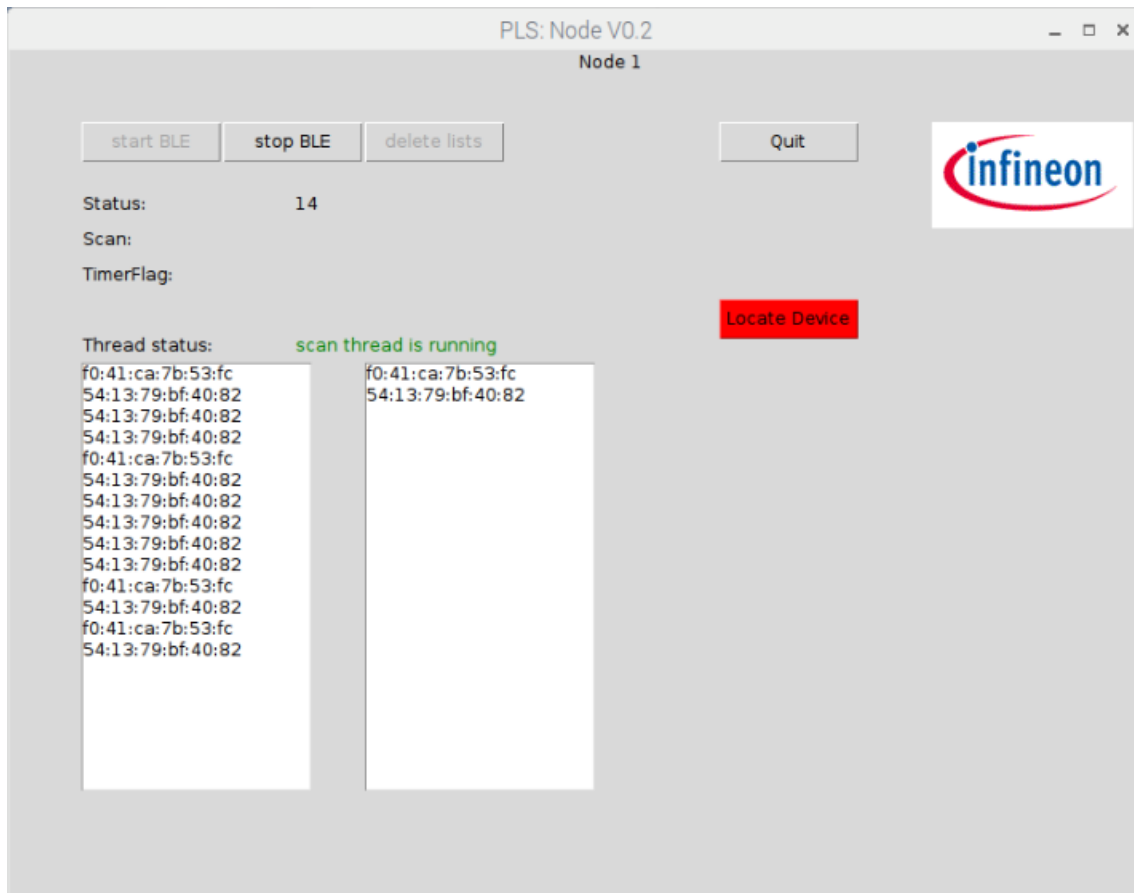 PLS: Node V0.2
Node 1
start BLE
stop BLE
delete lists
Quit
infineon
Status: 14
Scan:
TimerFlag:
Locate Device
Thread status: scan thread is running
f0:41:ca:7b:53:fc
54:13:79:bf:40:82
54:13:79:bf:40:82
54:13:79:bf:40:82
f0:41:ca:7b:53:fc
54:13:79:bf:40:82
54:13:79:bf:40:82
54:13:79:bf:40:82
54:13:79:bf:40:82
54:13:79:bf:40:82
f0:41:ca:7b:53:fc
54:13:79:bf:40:82
f0:41:ca:7b:53:fc
54:13:79:bf:40:82
f0:41:ca:7b:53:fc
54:13:79:bf:40:82